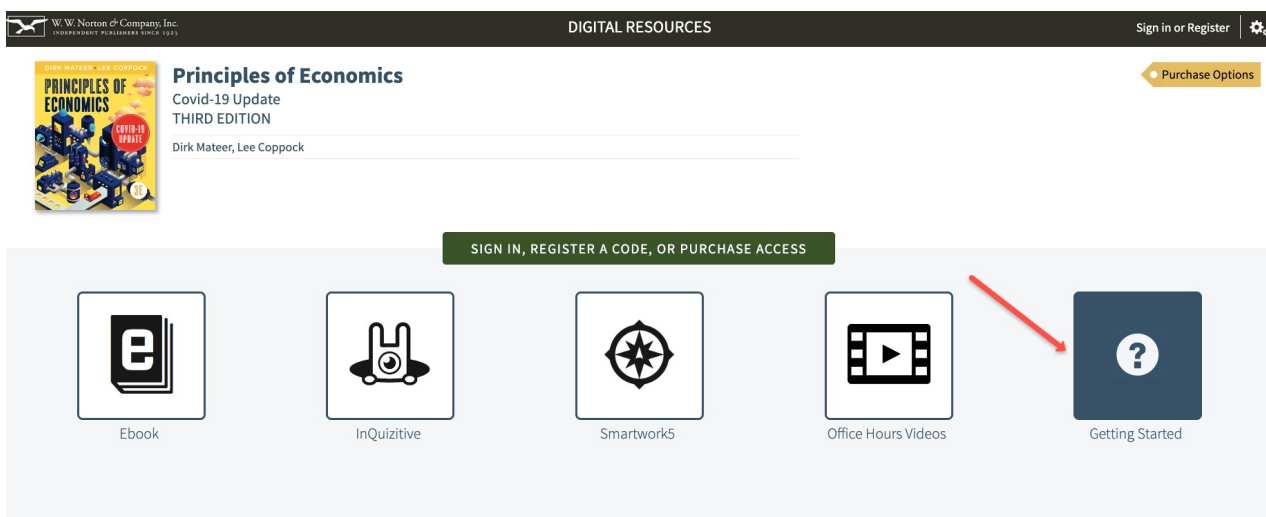 W. W. Norton & Company, Inc.
INDEPENDENT PUBLISHERS SINCE 1923
DIGITAL RESOURCES
Sign in or Register
DIRK MATEER • LEE COPPOCK
PRINCIPLES OF
ECONOMICS
COVID-19
UPDATE
3E
Principles of Economics
Covid-19 Update
THIRD EDITION
Dirk Mateer, Lee Coppock
Purchase Options
SIGN IN, REGISTER A CODE, OR PURCHASE ACCESS
e
?
Ebook
InQuizitive
Smartwork5
Office Hours Videos
Getting Started